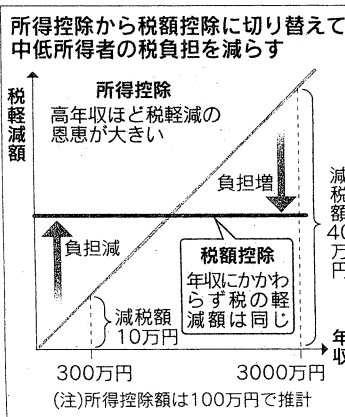 所得控除から税額控除に切り替えて
中低所得者の税負担を減らす
税軽減額
所得控除
高年収ほど税軽減の
恩恵が大きい
負担増
減税額40万円
負担減
税額控除
年収にかかわ
らず税の軽
減額は同じ
減税額
10万円
年収
300万円
3000万円
(注)所得控除額は100万円で推計